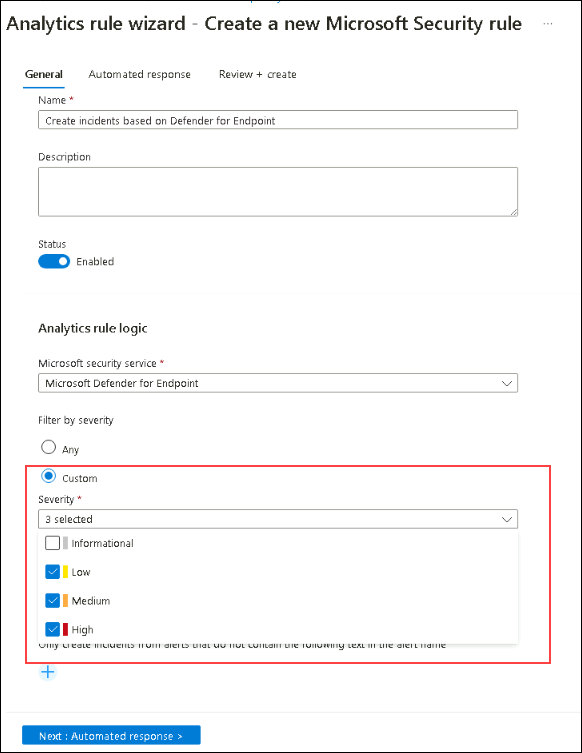 Analytics rule wizard - Create a new Microsoft Security rule ...
General Automated response Review + create
Name *
Create incidents based on Defender for Endpoint
Description
Status
Enabled
Analytics rule logic
Microsoft security service *
Microsoft Defender for Endpoint
Filter by severity
Any
Custom
Severity *
3 selected
Informational
Low
Medium
High
Only create incidents from alerts that do not contain the following text in the alert name
Next : Automated response >